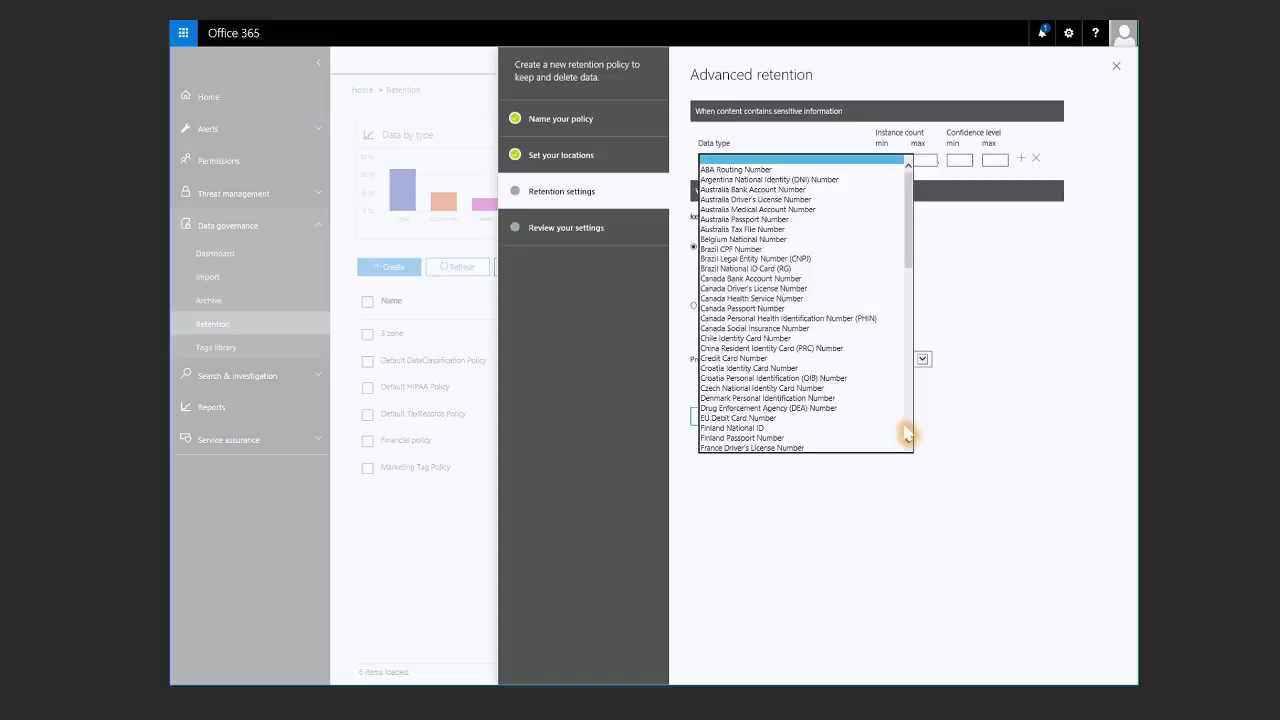 Office 365
1
Home
Alerts
Permissions
Threat management
Data governance
Dashboard
Import
Archive
Retention
Tags library
Search & investigation
Reports
Service assurance
Home > Retention
Data by type
+ Create
Refresh
Name
3 zone
Default DataClassification Policy
Default HIPAA Policy
Default TaxRecords Policy
Financial policy
Marketing Tag Policy
6 items loaded.
Create a new retention policy to
keep and delete data.
Name your policy
Set your locations
Retention settings
Review your settings
Advanced retention
When content contains sensitive information
Instance count Confidence level
Data type min max min max
ABA Routing Number
Argentina National Identity (DNI) Number
Australia Bank Account Number
Australia Driver's License Number
Australia Medical Account Number
Australia Passport Number
Australia Tax File Number
Belgium National Number
Brazil CPF Number
Brazil Legal Entity Number (CNPJ)
Brazil National ID Card (RG)
Canada Bank Account Number
Canada Driver's License Number
Canada Health Service Number
Canada Passport Number
Canada Personal Health Identification Number (PHIN)
Canada Social Insurance Number
Chile Identity Card Number
China Resident Identity Card (PRC) Number
Credit Card Number
Croatia Identity Card Number
Croatia Personal Identification (OIB) Number
Czech National Identity Card Number
Denmark Personal Identification Number
Drug Enforcement Agency (DEA) Number
EU Debit Card Number
Finland National ID
Finland Passport Number
France Driver's License Number